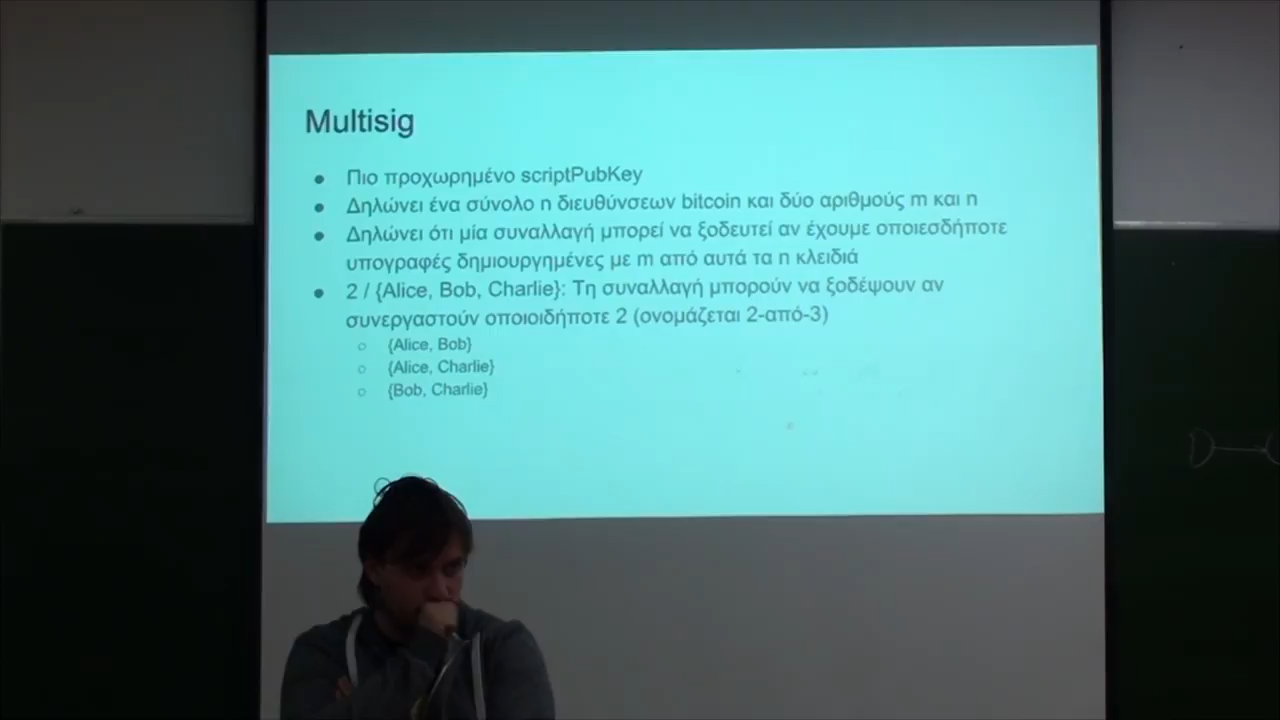 Multisig
● Πιο προχωρημένο scriptPubKey
● Δηλώνει ένα σύνολο n διευθύνσεων bitcoin και δύο αριθμούς m και n
● Δηλώνει ότι μία συναλλαγή μπορεί να ξοδευτεί αν έχουμε οποιεσδήποτε
υπογραφές δημιουργημένες με m από αυτά τα n κλειδιά
● 2 / {Alice, Bob, Charlie}: Τη συναλλαγή μπορούν να ξοδέψουν αν
συνεργαστούν οποιοιδήποτε 2 (ονομάζεται 2-από-3)
○ {Alice, Bob}
○ {Alice, Charlie}
○ {Bob, Charlie}